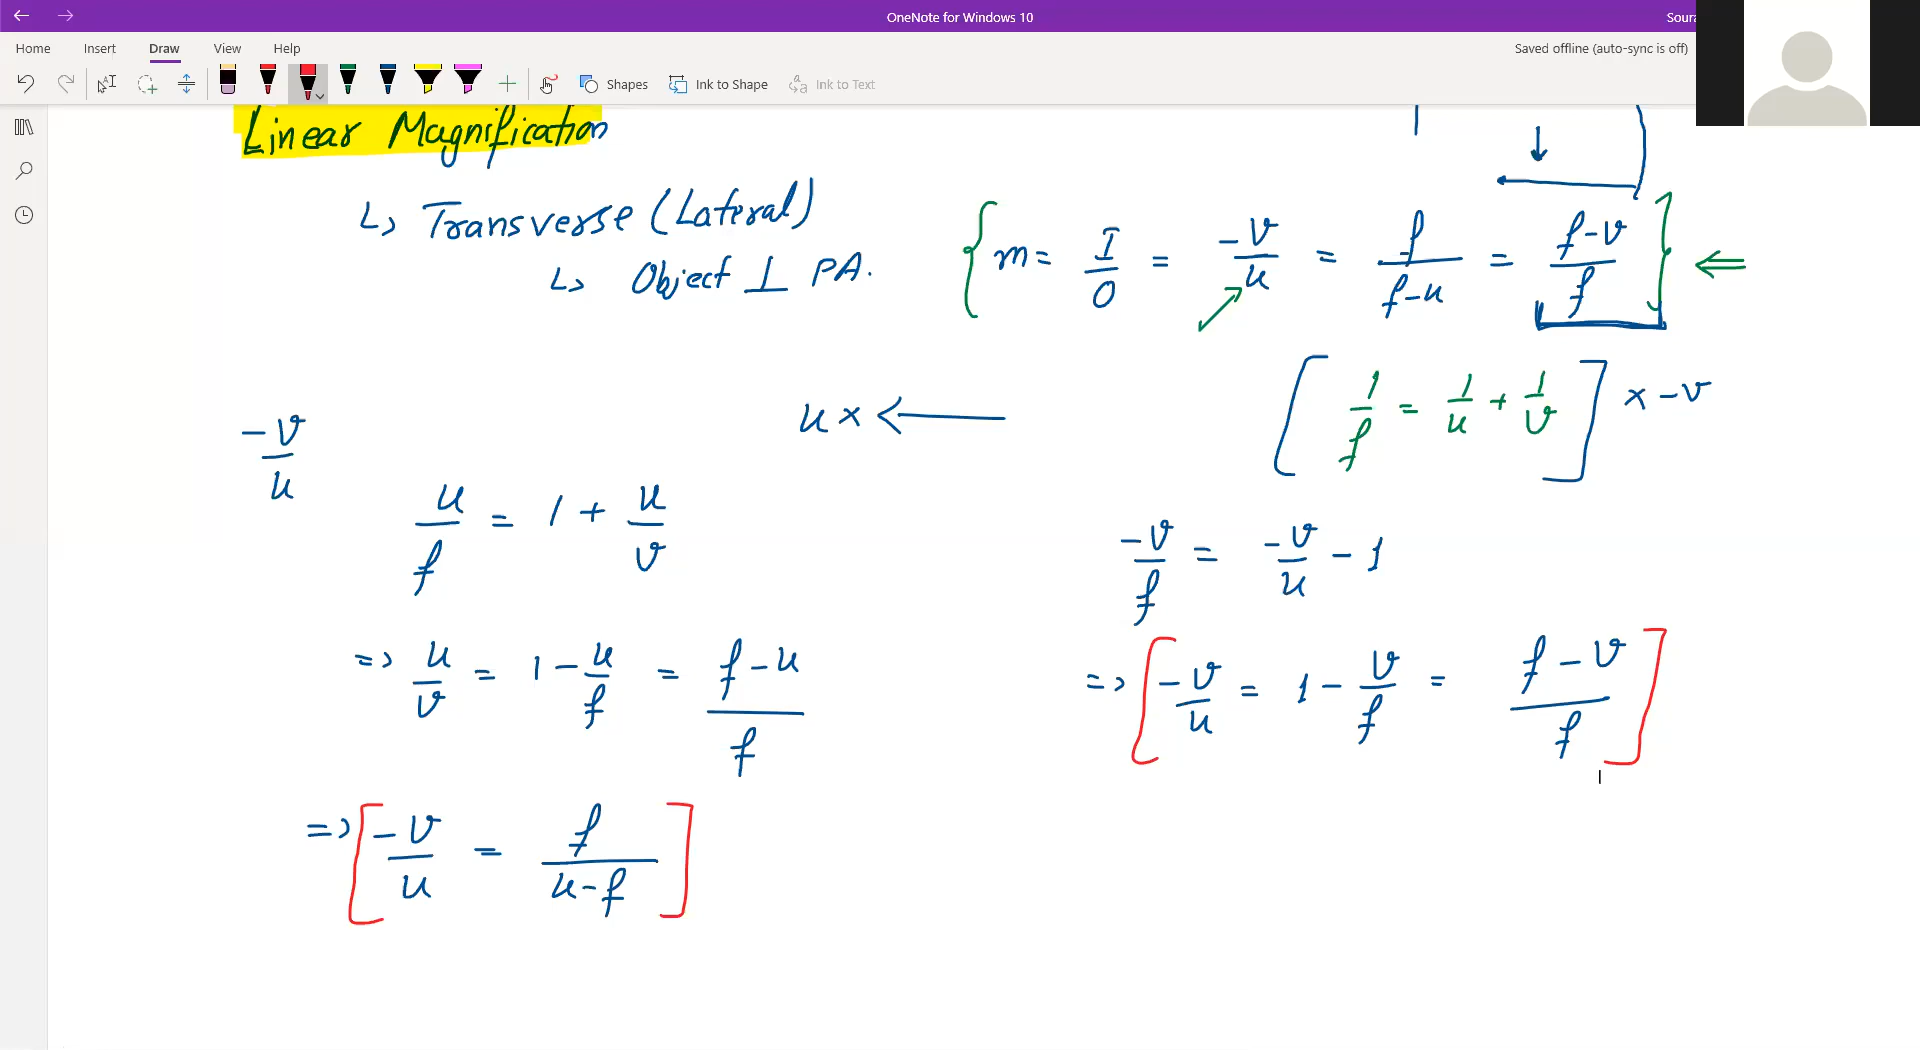 OneNote for Windows 10
Soura
Home Insert Draw View Help
Saved offline (auto-sync is off)
Shapes Ink to Shape Ink to Text
Linear Magnification
↳ Transverse (Lateral)
↳ Object ⊥ PA.
{ m = I/O = -v/u = f/f-u = f-v/f } ⇐
[ 1/f = 1/u + 1/v ] x -v
u x ←
-v/u
u/f = 1 + u/v
-v/f = -v/u - 1
=> u/v = 1 - u/f = f-u/f
=> [ -v/u = 1 - v/f = f-v/f ]
=> [ -v/u = f/u-f ]